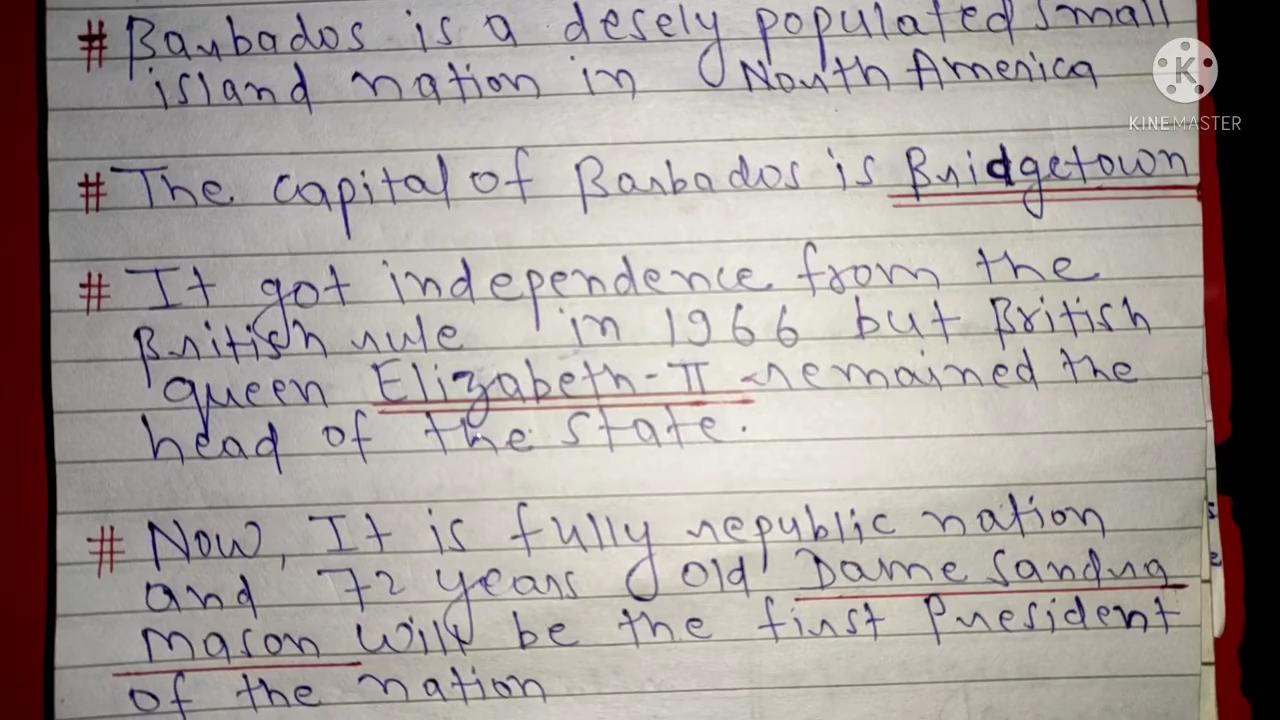 # Barbados is a desely populated small
island nation in North America
K
KINEMASTER
# The capital of Barbados is Bridgetown
# It got independence from the
British rule in 1966 but British
queen Elizabeth-II remained the
head of the state.
# Now, It is fully republic nation
and 72 years old Dame Sandra
mason will be the first President
of the nation